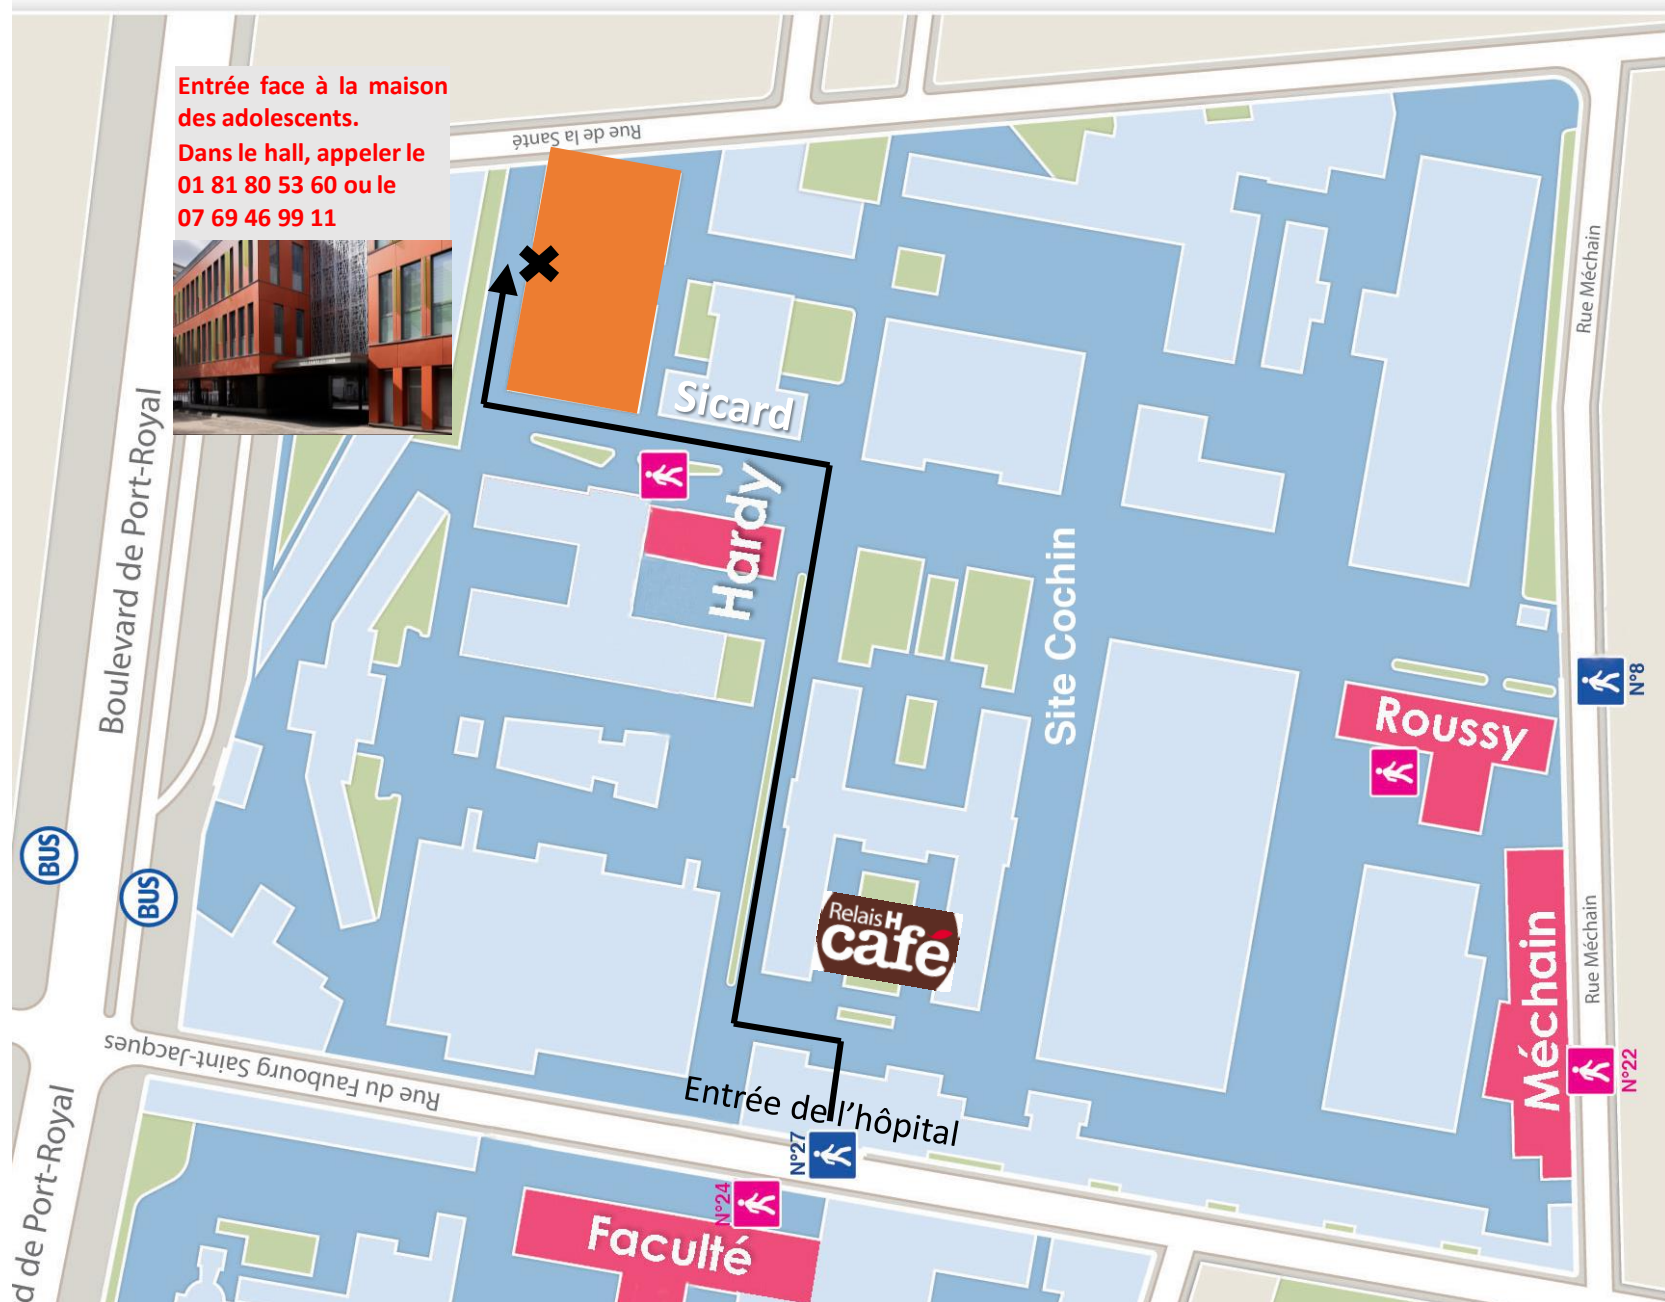 Entrée face à la maison
des adolescents.
Dans le hall, appeler le
01 81 80 53 60 ou le
07 69 46 99 11
Rue de la Santé
Rue Méchain
Sicard
Hardy
Boulevard de Port-Royal
Site Cochin
N°8
Roussy
BUS
BUS
Relais H
café
Méchain
Rue Méchain
Rue du Faubourg Saint-Jacques
Entrée de l'hôpital
N°22
N°27
N°24
d de Port-Royal
Faculté